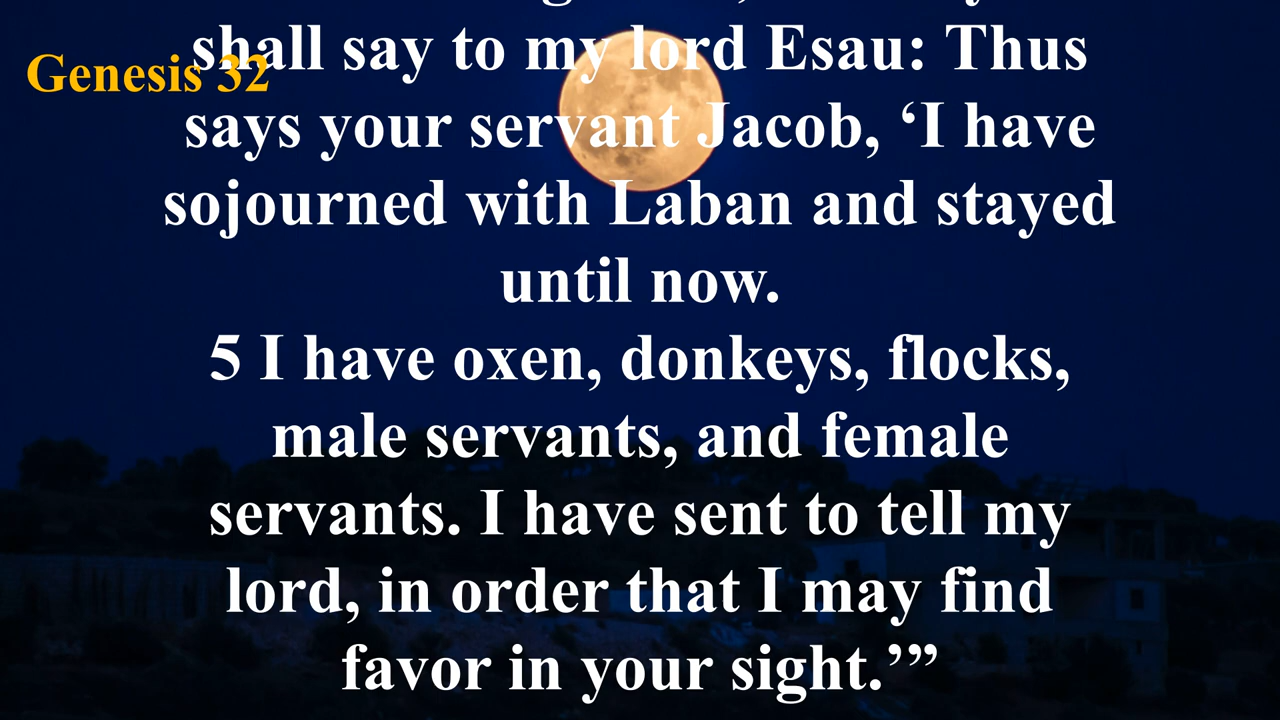 Genesis 32
shall say to my lord Esau: Thus
says your servant Jacob, ‘I have
sojourned with Laban and stayed
until now.
5 I have oxen, donkeys, flocks,
male servants, and female
servants. I have sent to tell my
lord, in order that I may find
favor in your sight.’”